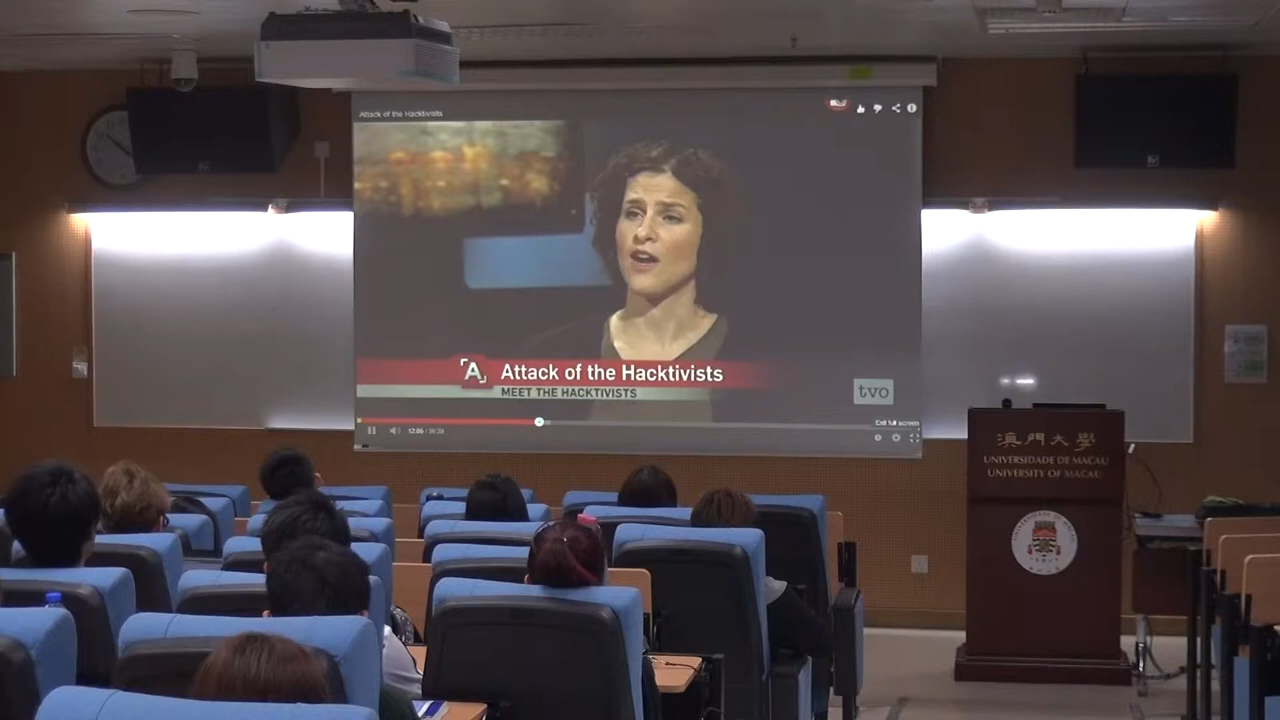 Attack of the Hacktivists
A
Attack of the Hacktivists
MEET THE HACKTIVISTS
tvo
Exit full screen
澳門大學
UNIVERSIDADE DE MACAU
UNIVERSITY OF MACAU